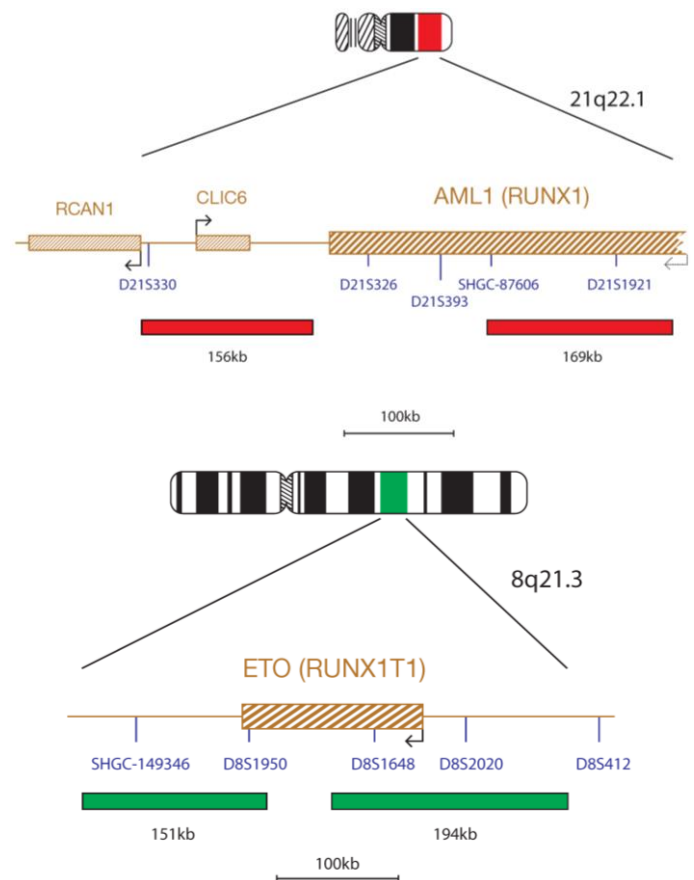 21q22.1
RCAN1
CLIC6
AML1 (RUNX1)
D21S330
D21S326
D21S393
SHGC-87606
D21S1921
156kb
169kb
100kb
8q21.3
ETO (RUNX1T1)
SHGC-149346
D8S1950
D8S1648
D8S2020
D8S412
151kb
194kb
100kb